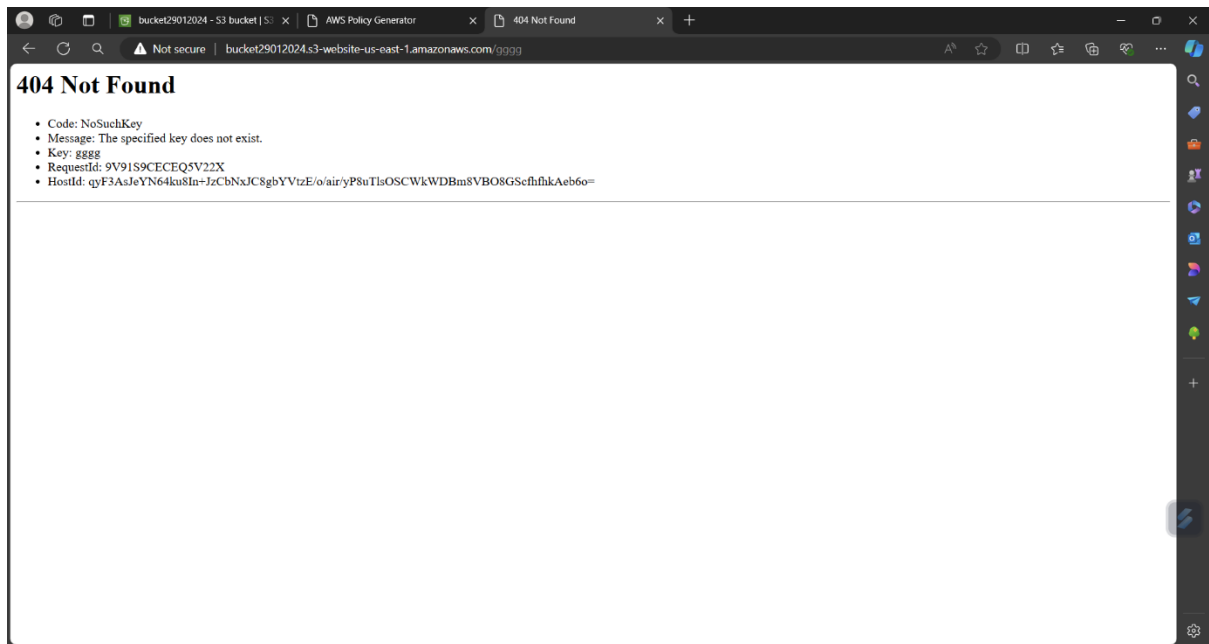 bucket29012024 - S3 bucket | S3
AWS Policy Generator
404 Not Found
Not secure | bucket29012024.s3-website-us-east-1.amazonaws.com/gggg
404 Not Found
• Code: NoSuchKey
• Message: The specified key does not exist.
• Key: gggg
• RequestId: 9V91S9CECEQ5V22X
• HostId: qyF3AsJeYN64ku8In+JzCbNxJC8gbYVtzE/o/air/yP8uTlsOSCWkWDBm8VBO8GScfhfhkAeb6o=